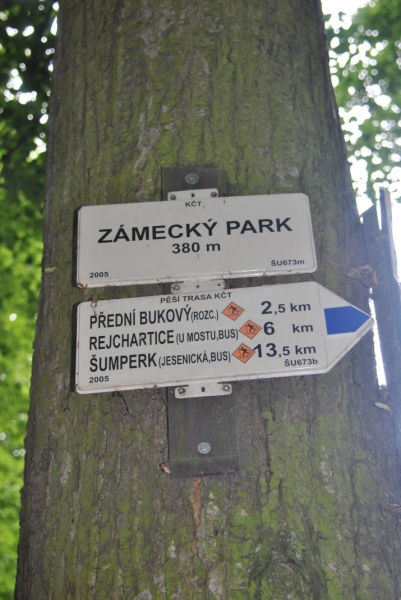 KČT
ZÁMECKÝ PARK
380 m
2005 ŠU673m
PĚŠÍ TRASA KČT
PŘEDNÍ BUKOVÝ (ROZC.) 2,5 km
REJCHARTICE (U MOSTU,BUS) 6 km
ŠUMPERK (JESENICKÁ,BUS) 13,5 km
2005 ŠU673b